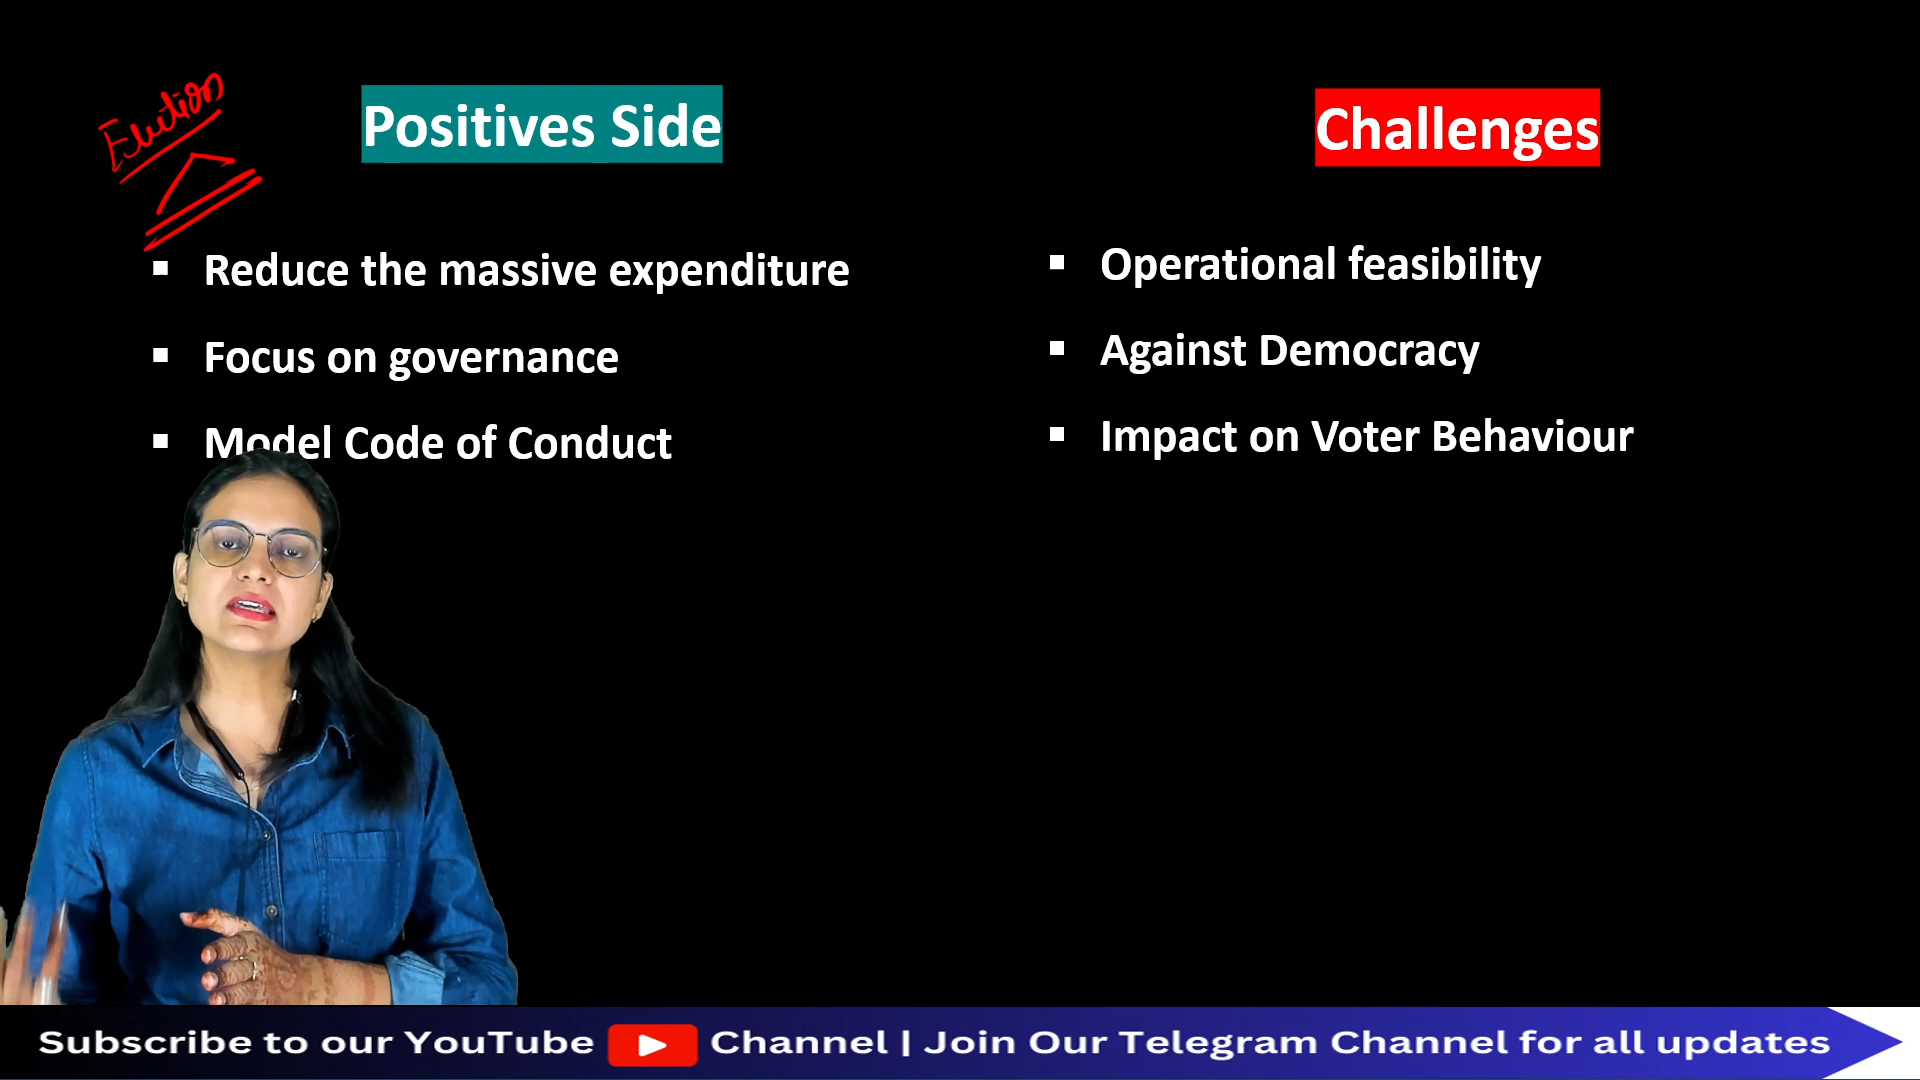 Election
Positives Side
Reduce the massive expenditure
Focus on governance
Model Code of Conduct
Challenges
Operational feasibility
Against Democracy
Impact on Voter Behaviour
Subscribe to our YouTube Channel | Join Our Telegram Channel for all updates